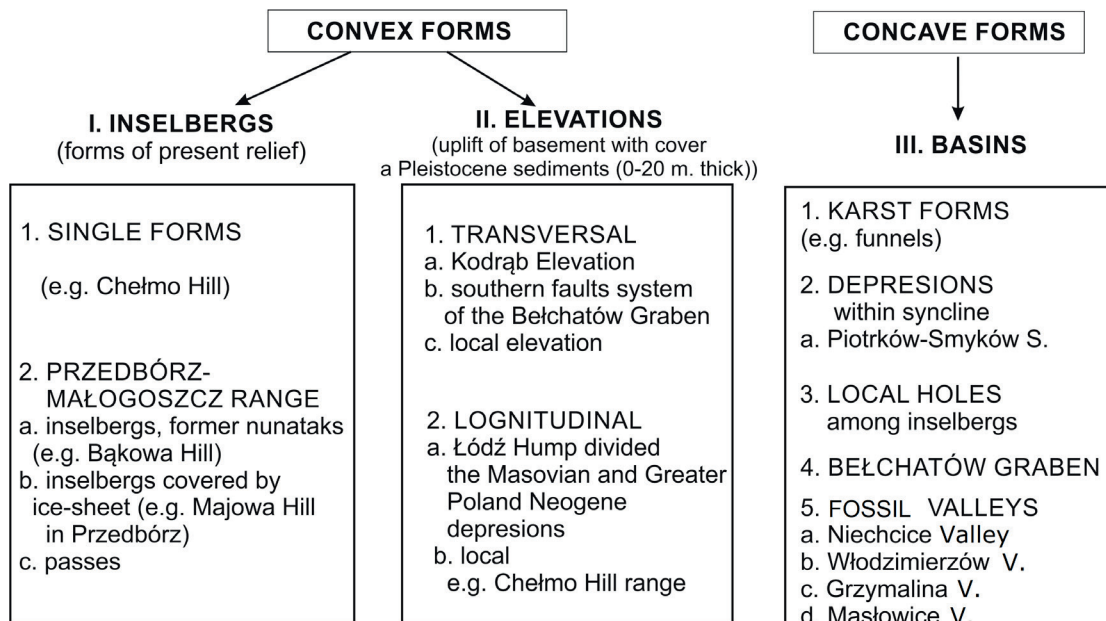 CONVEX FORMS
I. INSELBERGS
(forms of present relief)
1. SINGLE FORMS
(e.g. Chełmo Hill)
2. PRZEDBÓRZ-
MAŁOGOSZCZ RANGE
a. inselbergs, former nunataks
(e.g. Bąkowa Hill)
b. inselbergs covered by
ice-sheet (e.g. Majowa Hill
in Przedbórz)
c. passes
II. ELEVATIONS
(uplift of basement with cover
a Pleistocene sediments (0-20 m. thick))
1. TRANSVERSAL
a. Kodrąb Elevation
b. southern faults system
of the Bełchatów Graben
c. local elevation
2. LOGNITUDINAL
a. Łódź Hump divided
the Masovian and Greater
Poland Neogene
depresions
b. local
e.g. Chełmo Hill range
CONCAVE FORMS
III. BASINS
1. KARST FORMS
(e.g. funnels)
2. DEPRESIONS
within syncline
a. Piotrków-Smyków S.
3. LOCAL HOLES
among inselbergs
4. BEŁCHATÓW GRABEN
5. FOSSIL VALLEYS
a. Niechcice Valley
b. Włodzimierzów V.
c. Grzymalina V.
d. Masłowice V.